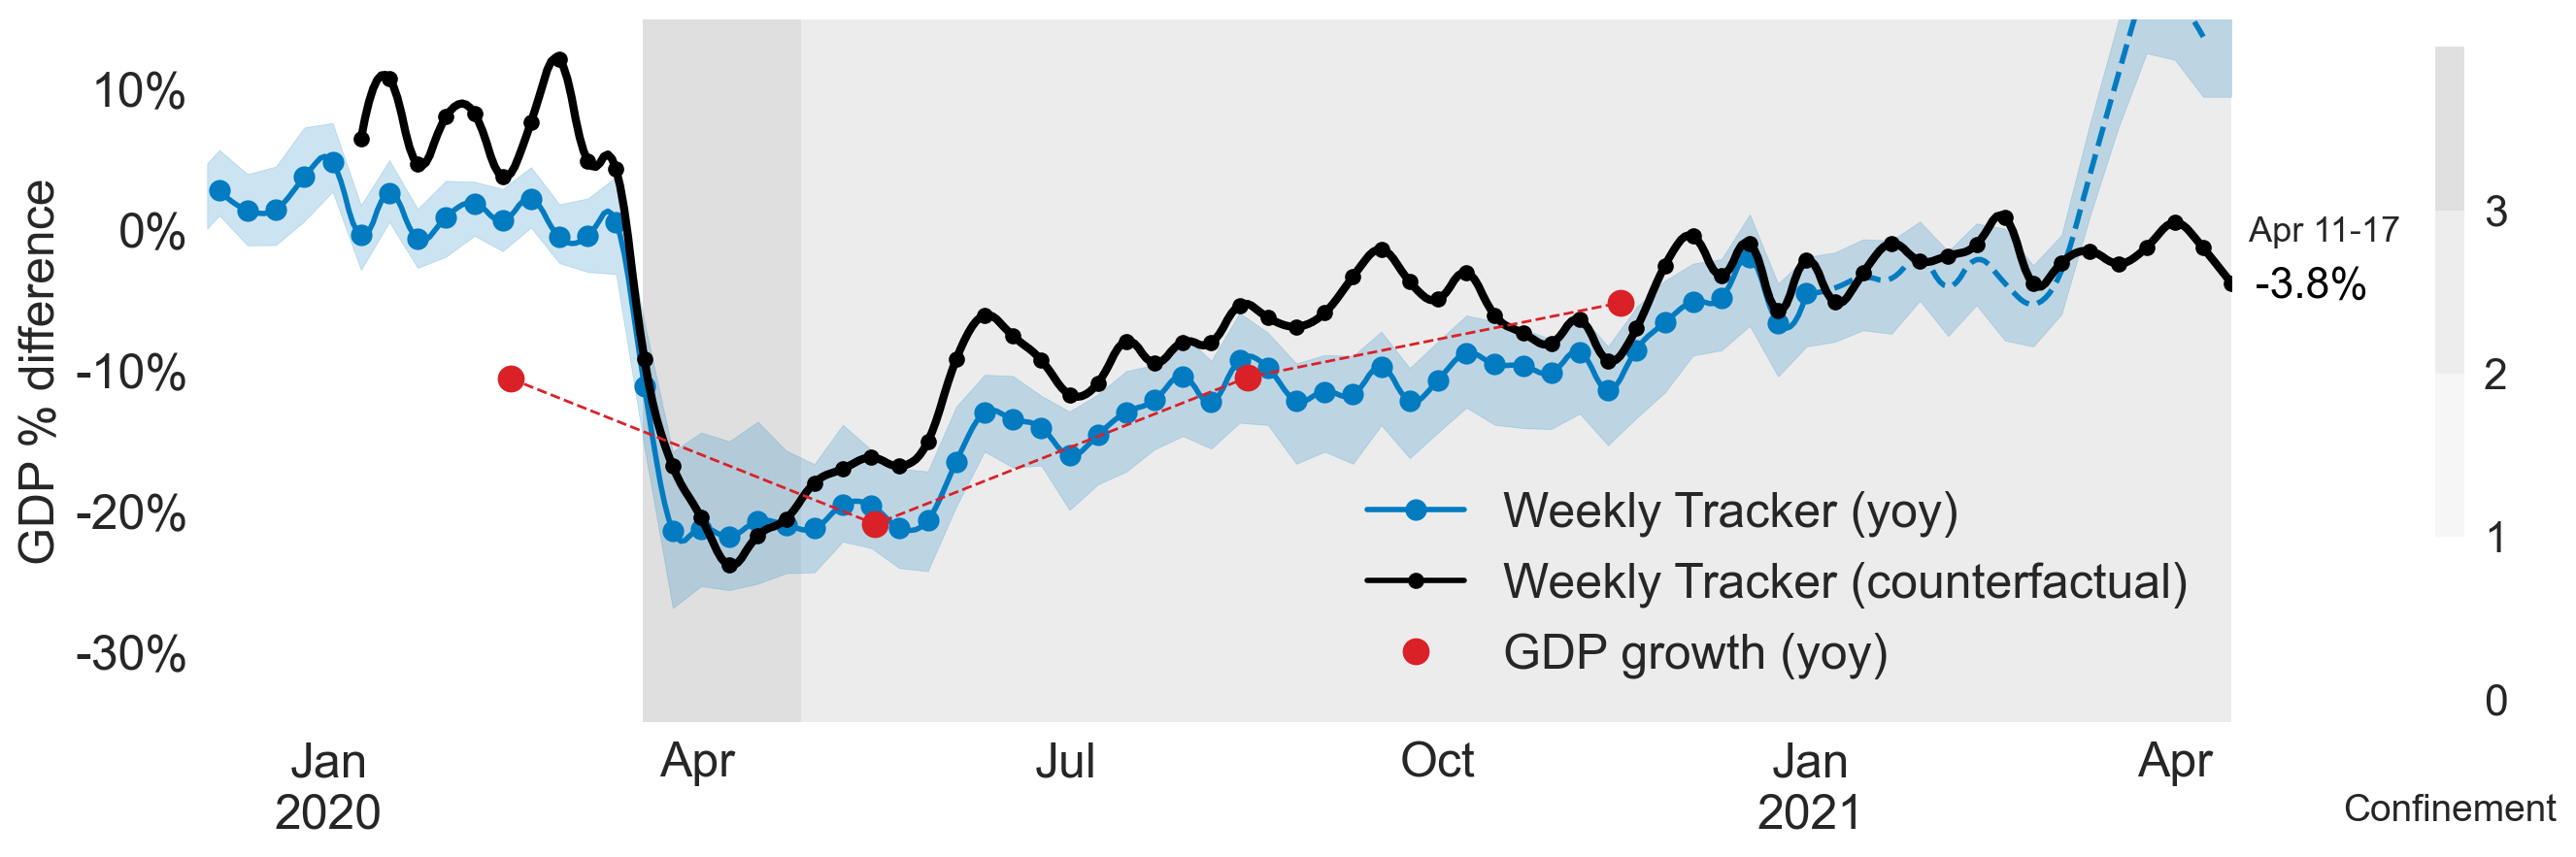 GDP % difference
10%
0%
-10%
-20%
-30%
Jan
2020
Apr
Jul
Oct
Jan
2021
Apr
Weekly Tracker (yoy)
Weekly Tracker (counterfactual)
GDP growth (yoy)
Apr 11-17
-3.8%
3
2
1
0
Confinement